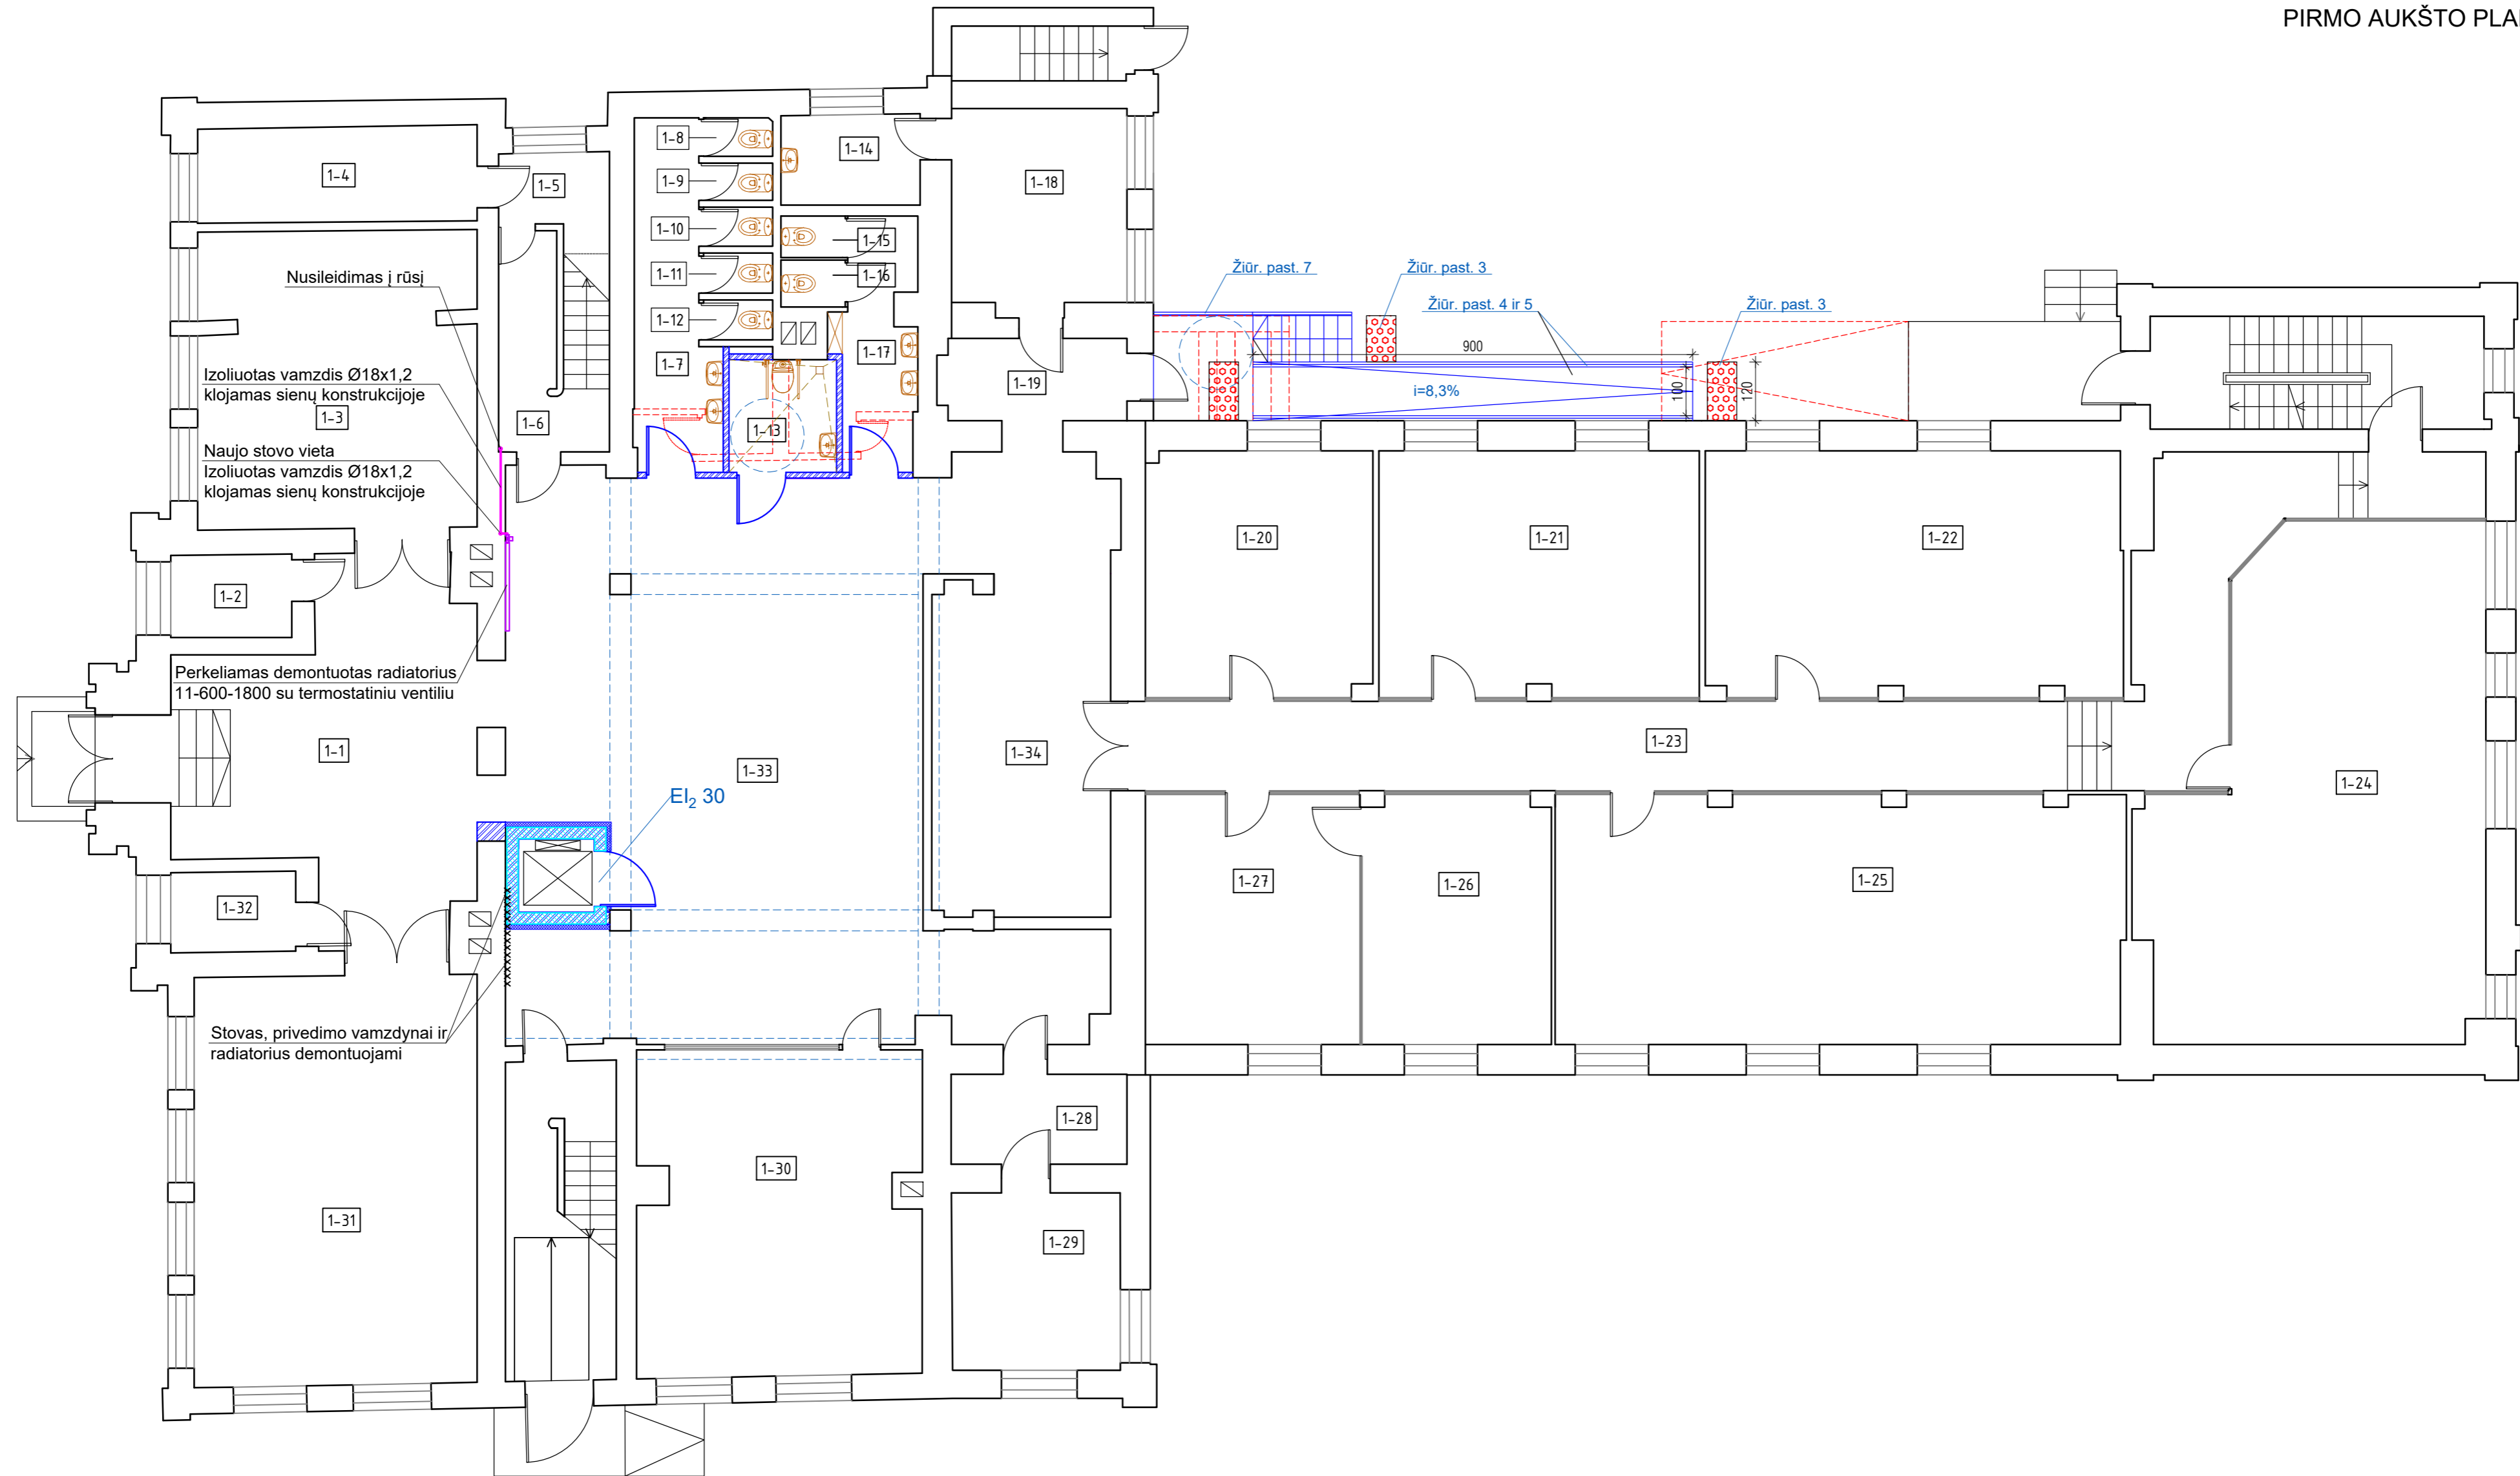 PIRMO AUKŠTO PLA
1-8
1-14
1-4
1-9
1-5
1-18
1-10
1-15
Nusileidimas į rūsį
1-11
1-16
Žiūr. past. 7
Žiūr. past. 3
Žiūr. past. 4 ir 5
Žiūr. past. 3
1-12
900
1-7
1-17
Izoliuotas vamzdis Ø18x1,2
klojamas sienų konstrukcijoje
1-19
i=8,3%
100
120
1-3
1-6
1-13
Naujo stovo vieta
Izoliuotas vamzdis Ø18x1,2
klojamas sienų konstrukcijoje
1-20
1-21
1-22
1-2
Perkeliamas demontuotas radiatorius
11-600-1800 su termostatiniu ventiliu
1-1
1-33
1-34
1-23
1-24
EI2 30
1-27
1-26
1-25
1-32
Stovas, privedimo vamzdynai ir
radiatorius demontuojami
1-28
1-30
1-31
1-29